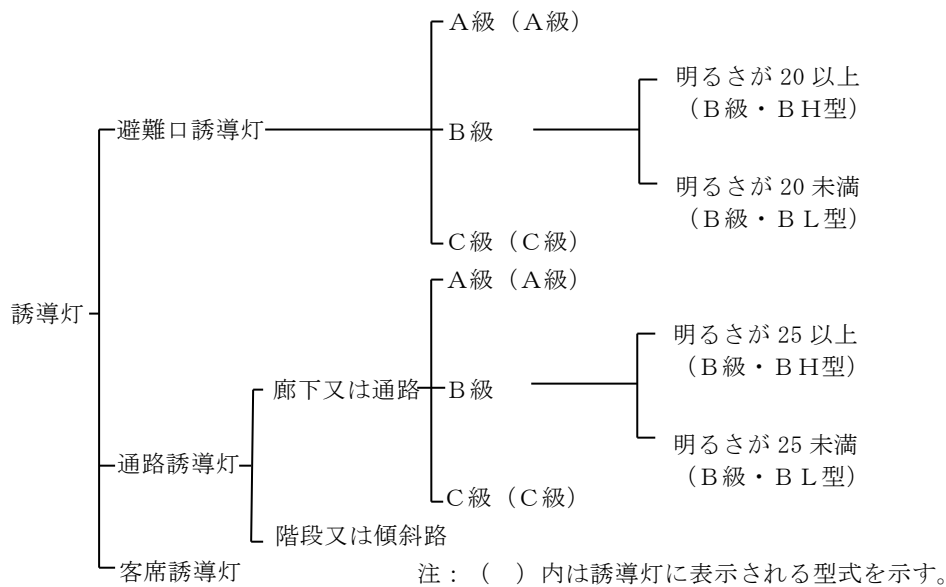 A級（A級）
明るさが 20 以上
（B級・BH型）
避難口誘導灯
B級
明るさが 20 未満
（B級・BL型）
C級（C級）
A級（A級）
誘導灯
明るさが 25 以上
（B級・BH型）
廊下又は通路
B級
明るさが 25 未満
（B級・BL型）
通路誘導灯
C級（C級）
階段又は傾斜路
客席誘導灯
注：（　）内は誘導灯に表示される型式を示す。